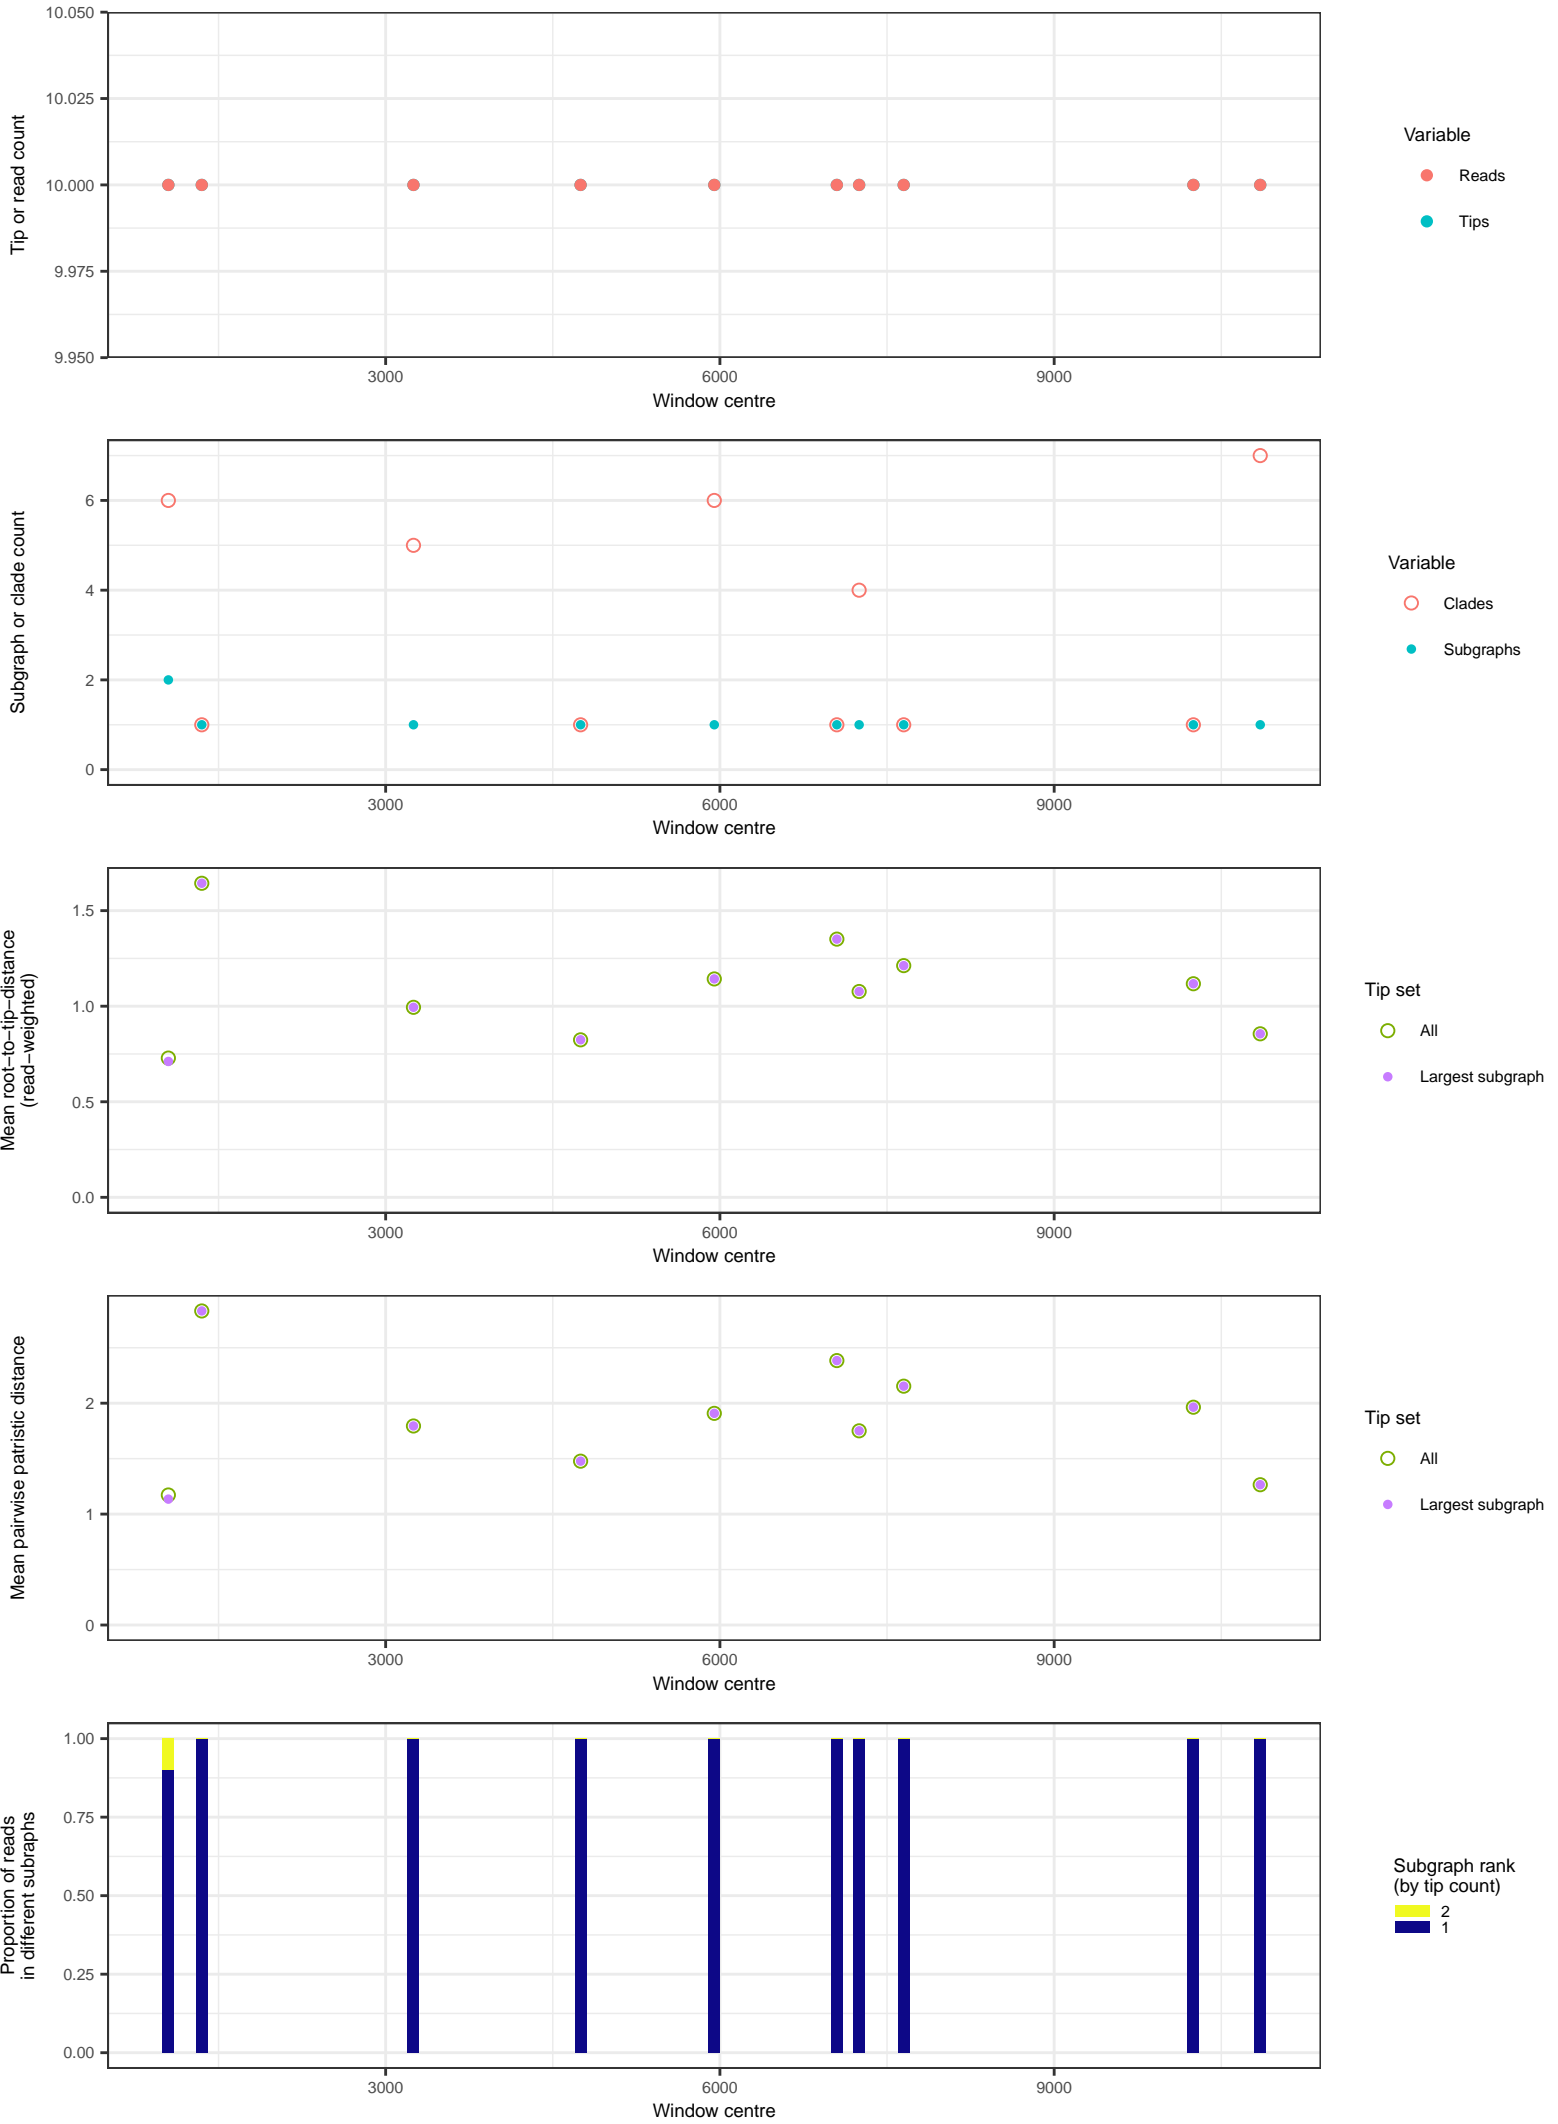 10.050
10.025
10.000
9.975
9.950
Tip or read count
3000 6000 9000
Window centre
Variable
Reads
Tips
6
4
2
0
Subgraph or clade count
3000 6000 9000
Window centre
Variable
Clades
Subgraphs
1.5
1.0
0.5
0.0
Mean root−to−tip−distance
(read−weighted)
3000 6000 9000
Window centre
Tip set
All
Largest subgraph
2
1
0
Mean pairwise patristic distance
3000 6000 9000
Window centre
Tip set
All
Largest subgraph
1.00
0.75
0.50
0.25
0.00
Proportion of reads
in different subraphs
3000 6000 9000
Window centre
Subgraph rank
(by tip count)
2
1